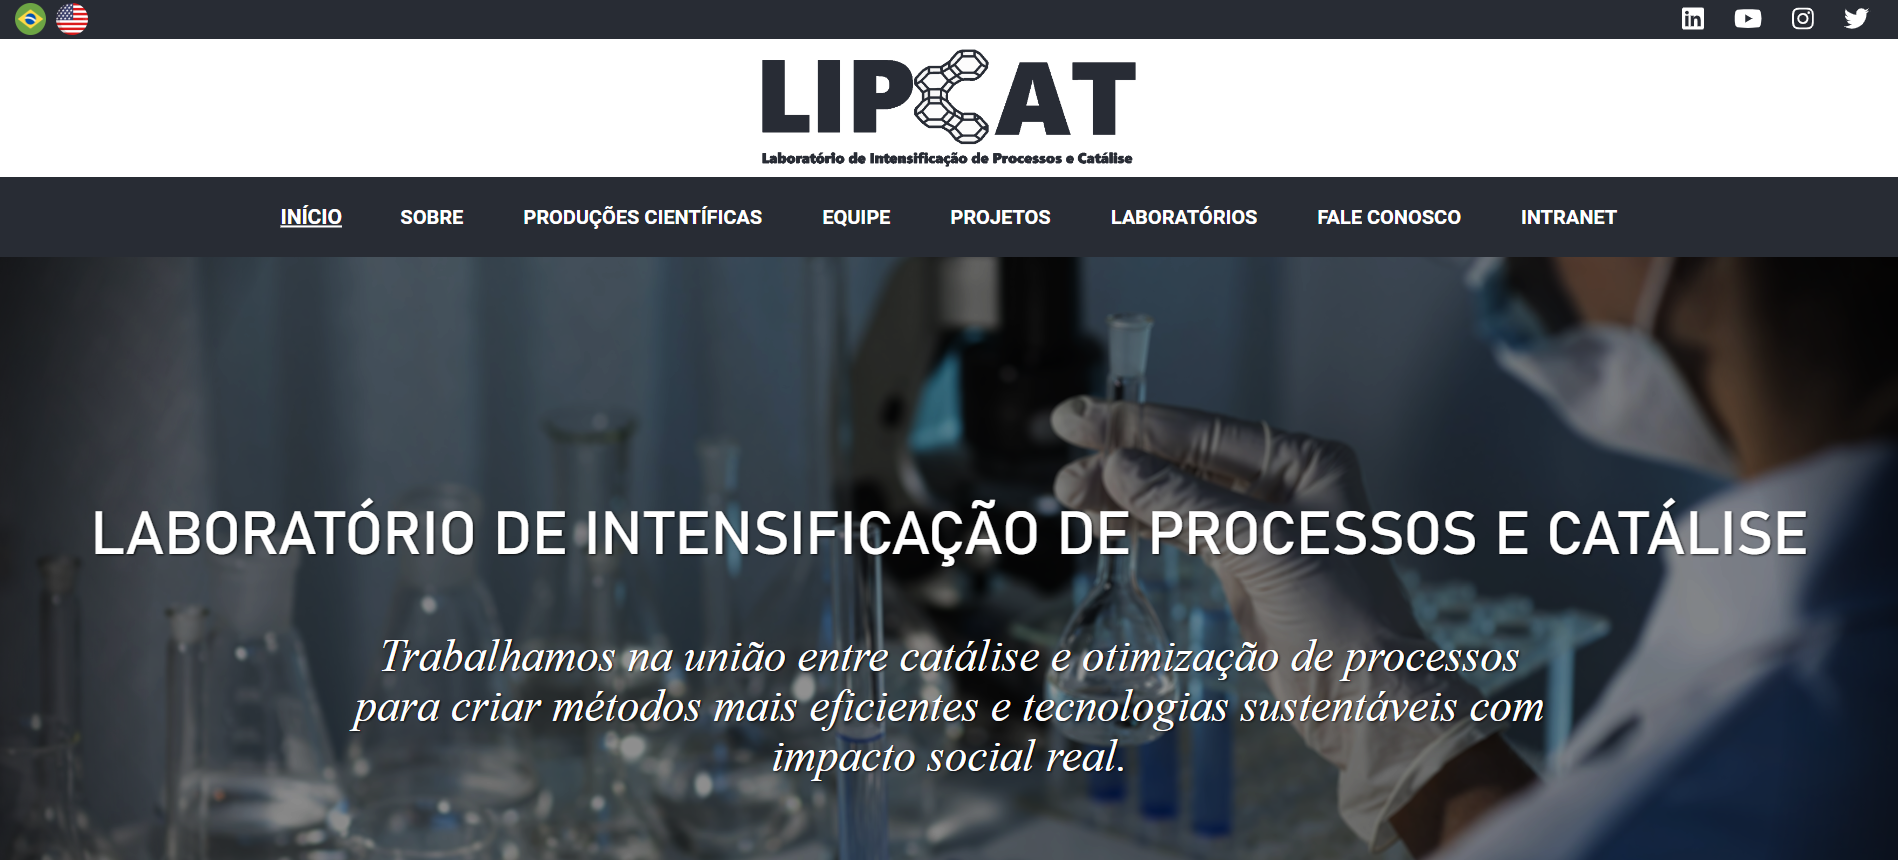 LIPCAT
Laboratório de Intensificação de Processos e Catálise
INÍCIO SOBRE PRODUÇÕES CIENTÍFICAS EQUIPE PROJETOS LABORATÓRIOS FALE CONOSCO INTRANET
LABORATÓRIO DE INTENSIFICAÇÃO DE PROCESSOS E CATÁLISE
Trabalhamos na união entre catálise e otimização de processos
para criar métodos mais eficientes e tecnologias sustentáveis com
impacto social real.